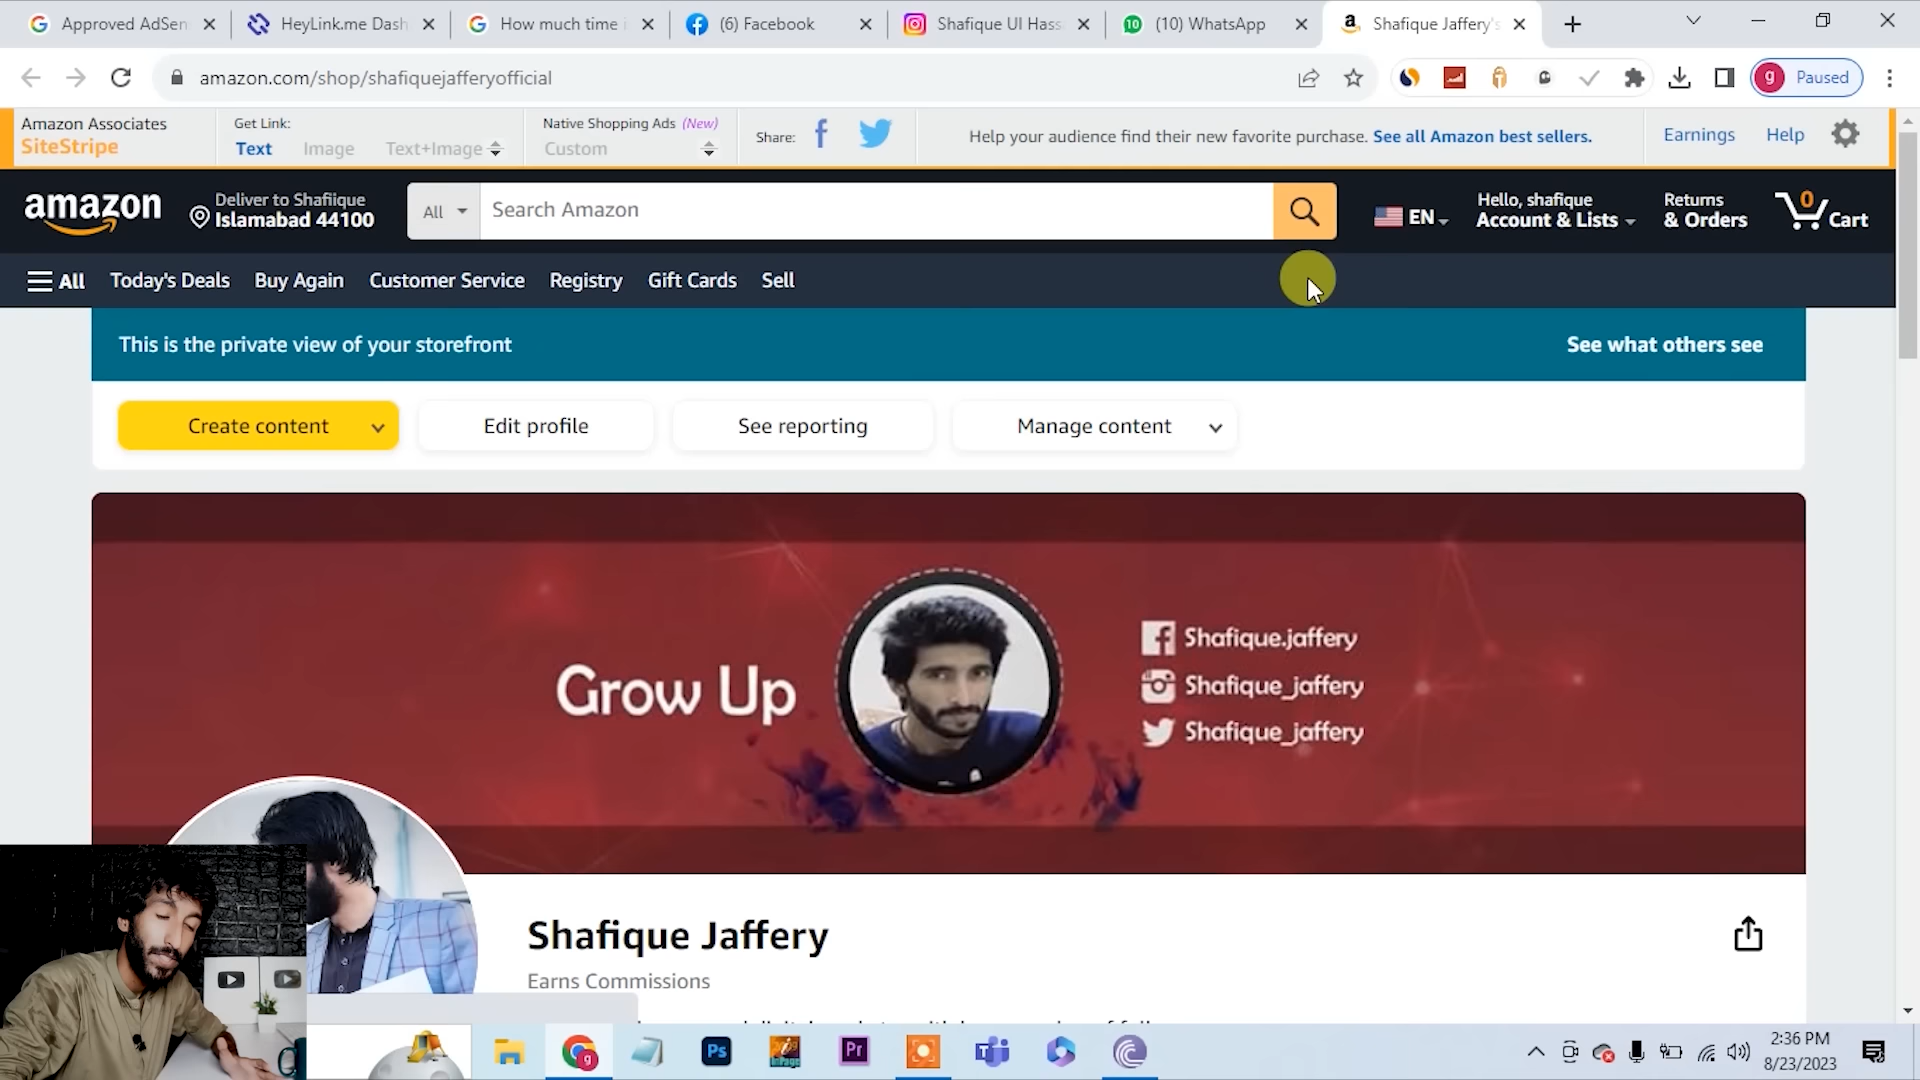 Approved AdSen
HeyLink.me Dash
How much time i
(6) Facebook
Shafique Ul Hass
10
(10) WhatsApp
a
Shafique Jaffery's
amazon.com/shop/shafiquejafferyofficial
g
Paused
Amazon Associates
SiteStripe
Get Link:
Text
Image
Text+Image
Native Shopping Ads (New)
Custom
Share:
Help your audience find their new favorite purchase. See all Amazon best sellers.
Earnings
Help
amazon
Deliver to Shafiique
Islamabad 44100
All
Search Amazon
EN
Hello, shafique
Account & Lists
Returns
& Orders
0
Cart
All
Today's Deals
Buy Again
Customer Service
Registry
Gift Cards
Sell
This is the private view of your storefront
See what others see
Create content
Edit profile
See reporting
Manage content
Grow Up
Shafique.jaffery
Shafique_jaffery
Shafique_jaffery
Shafique Jaffery
Earns Commissions
Ps
InPage
Pr
2:36 PM
8/23/2023